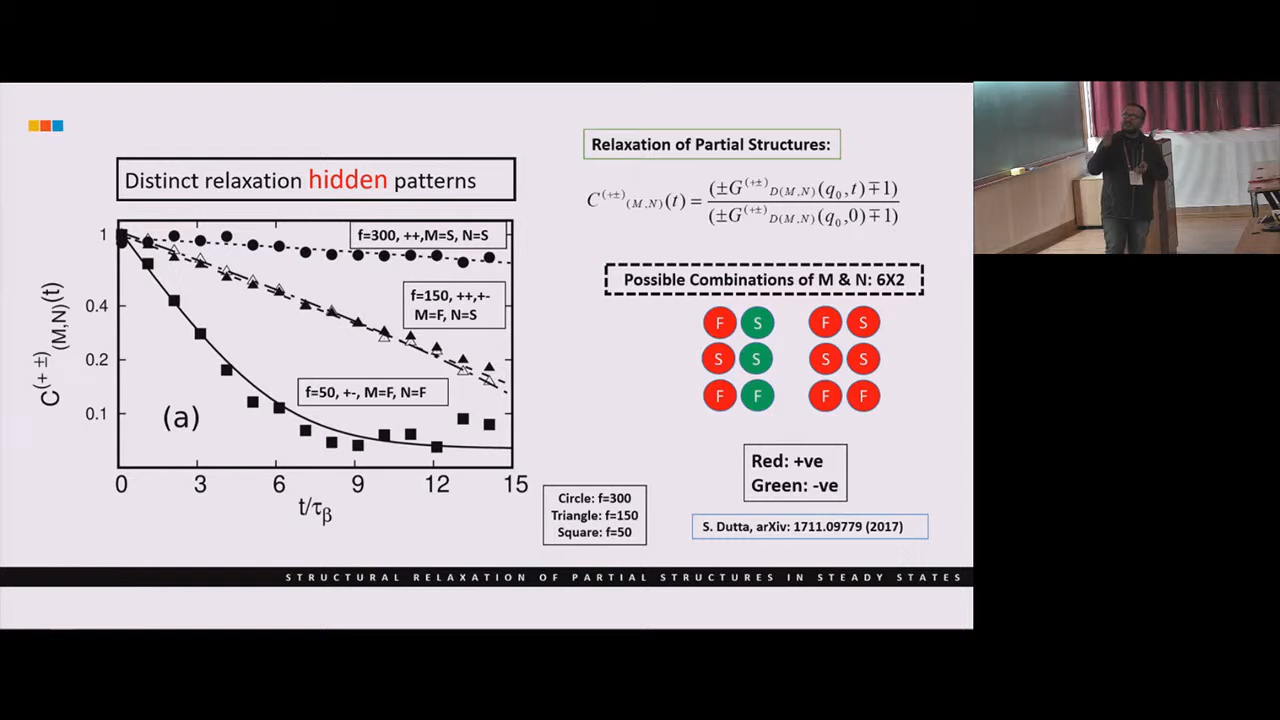 Distinct relaxation hidden patterns
1
0.4
0.2
0.1
0 3 6 9 12 15
t/τβ
C(+ ±)(M,N)(t)
f=300, ++,M=S, N=S
f=150, ++,+-
M=F, N=S
f=50, +-, M=F, N=F
(a)
Circle: f=300
Triangle: f=150
Square: f=50
Relaxation of Partial Structures:
C(+±)(M,N)(t) = (±G(+±)D(M,N)(q0,t)∓1) / (±G(+±)D(M,N)(q0,0)∓1)
Possible Combinations of M & N: 6X2
F S F S
S S S S
F F F F
Red: +ve
Green: -ve
S. Dutta, arXiv: 1711.09779 (2017)
STRUCTURAL RELAXATION OF PARTIAL STRUCTURES IN STEADY STATES